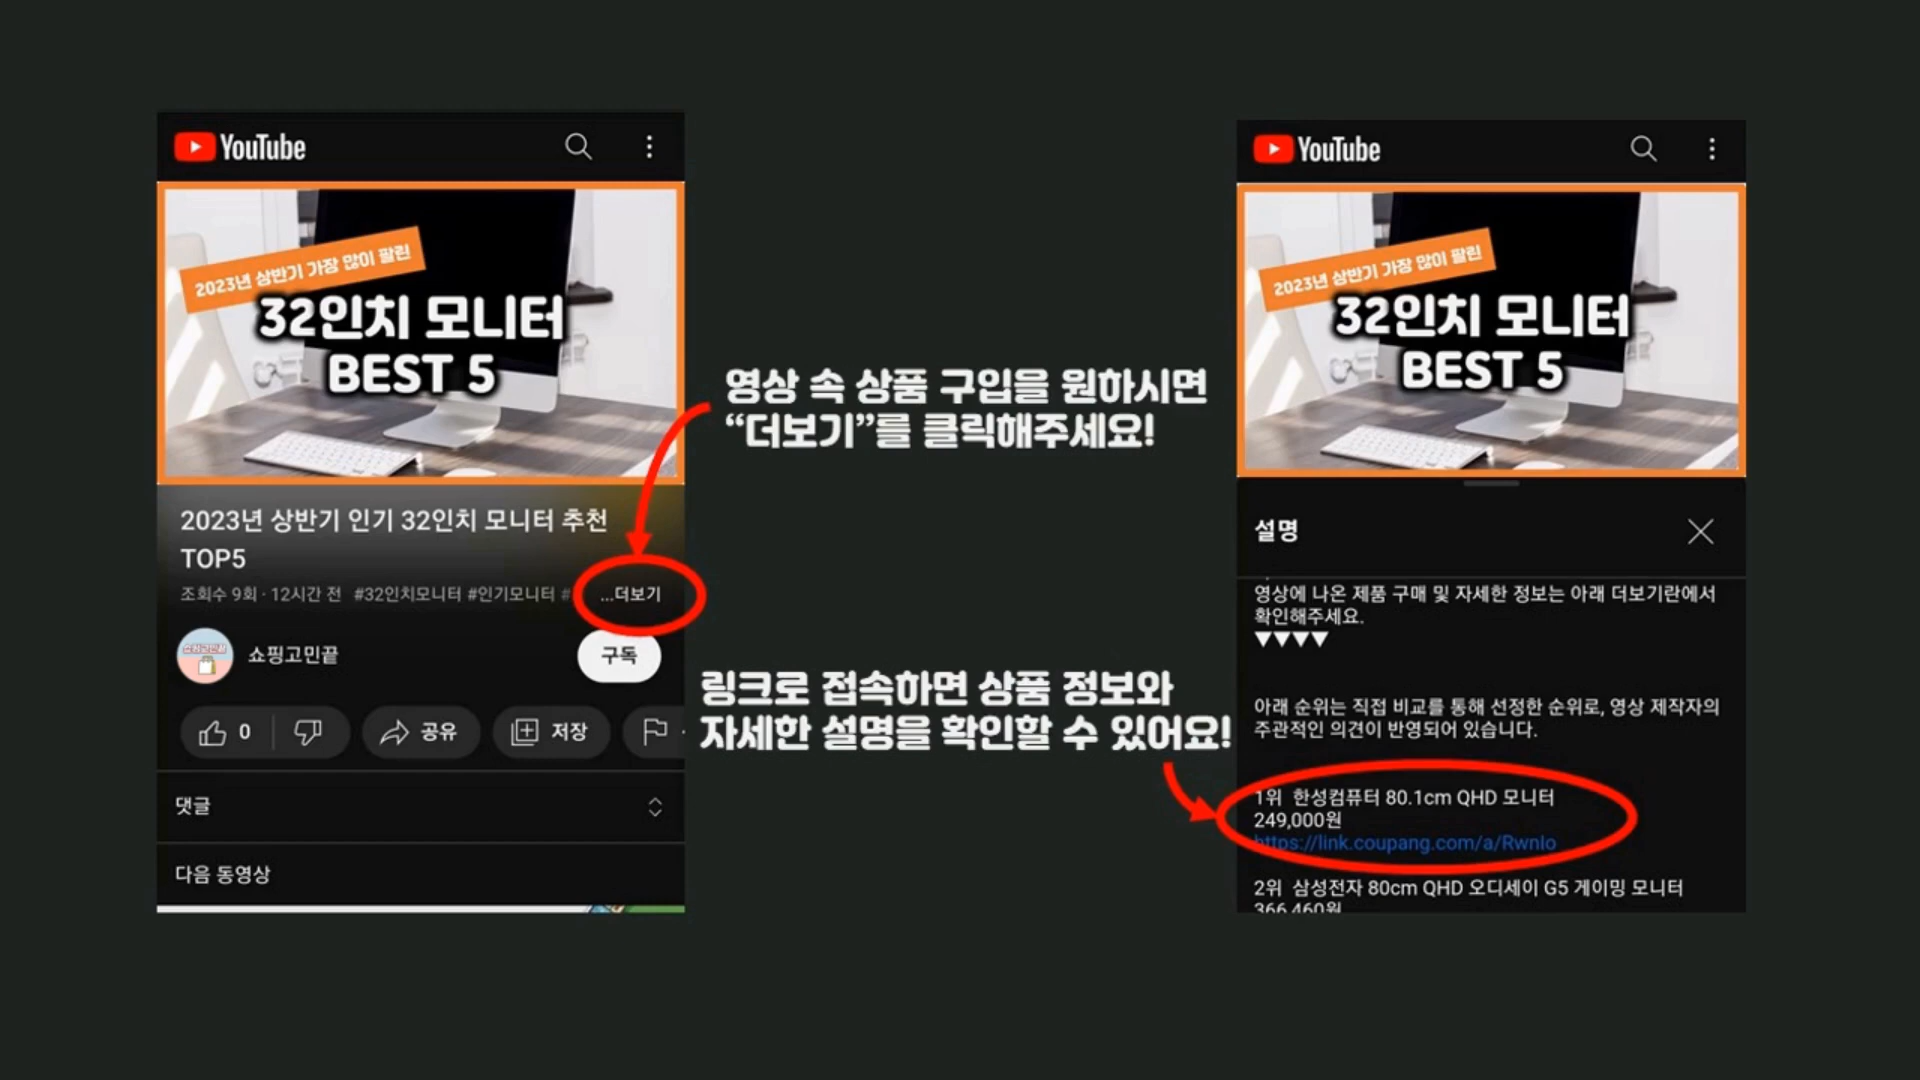 YouTube
2023년 상반기 가장 많이 팔린
32인치 모니터
BEST 5
2023년 상반기 인기 32인치 모니터 추천
TOP5
조회수 9회 · 12시간 전 #32인치모니터 #인기모니터 # ...더보기
쇼핑고민끝
쇼핑고민끝
구독
0
공유
저장
댓글
다음 동영상
영상 속 상품 구입을 원하시면
“더보기”를 클릭해주세요!
링크로 접속하면 상품 정보와
자세한 설명을 확인할 수 있어요!
YouTube
2023년 상반기 가장 많이 팔린
32인치 모니터
BEST 5
설명
영상에 나온 제품 구매 및 자세한 정보는 아래 더보기란에서
확인해주세요.
▼▼▼▼
아래 순위는 직접 비교를 통해 선정한 순위로, 영상 제작자의
주관적인 의견이 반영되어 있습니다.
1위 한성컴퓨터 80.1cm QHD 모니터
249,000원
https://link.coupang.com/a/RwnIo
2위 삼성전자 80cm QHD 오디세이 G5 게이밍 모니터
366,460원